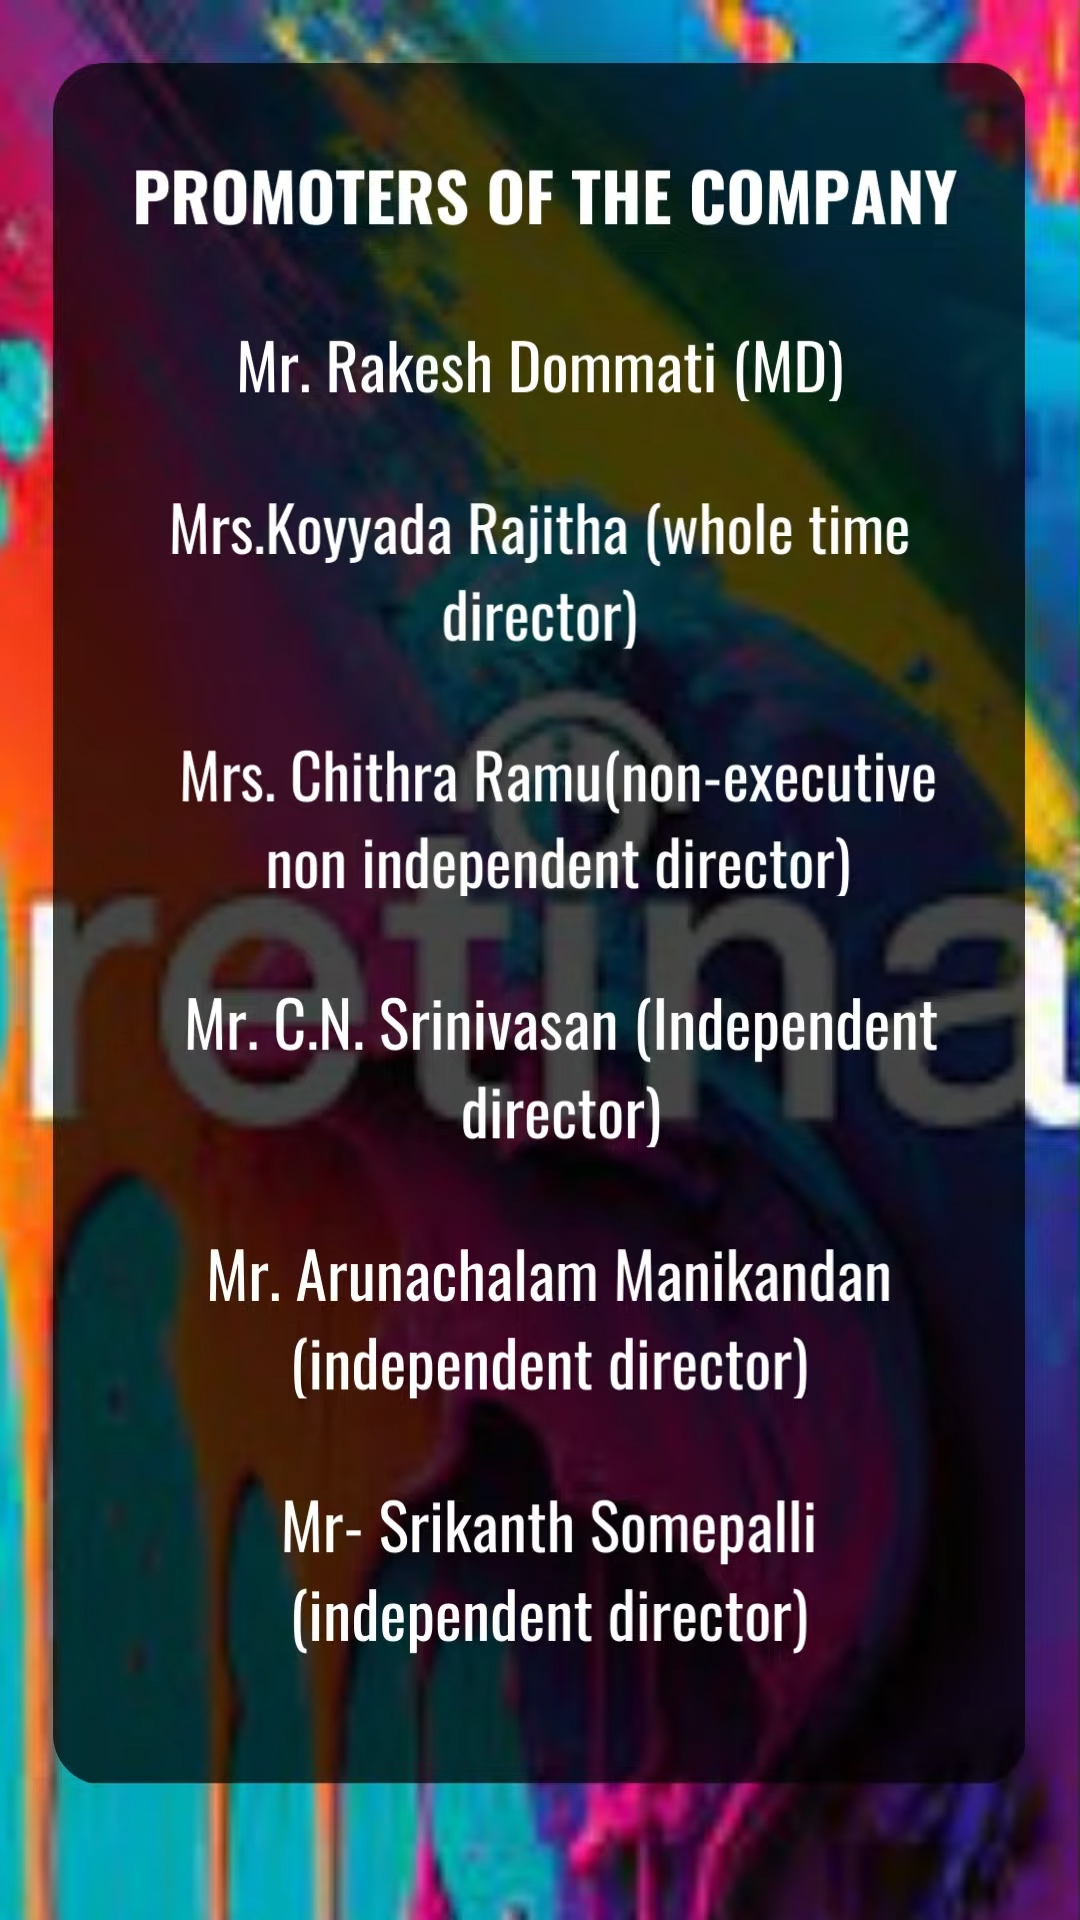 PROMOTERS OF THE COMPANY
Mr. Rakesh Dommati (MD)
Mrs.Koyyada Rajitha (whole time
director)
Mrs. Chithra Ramu(non-executive
non independent director)
retina
Mr. C.N. Srinivasan (Independent
director)
Mr. Arunachalam Manikandan
(independent director)
Mr- Srikanth Somepalli
(independent director)